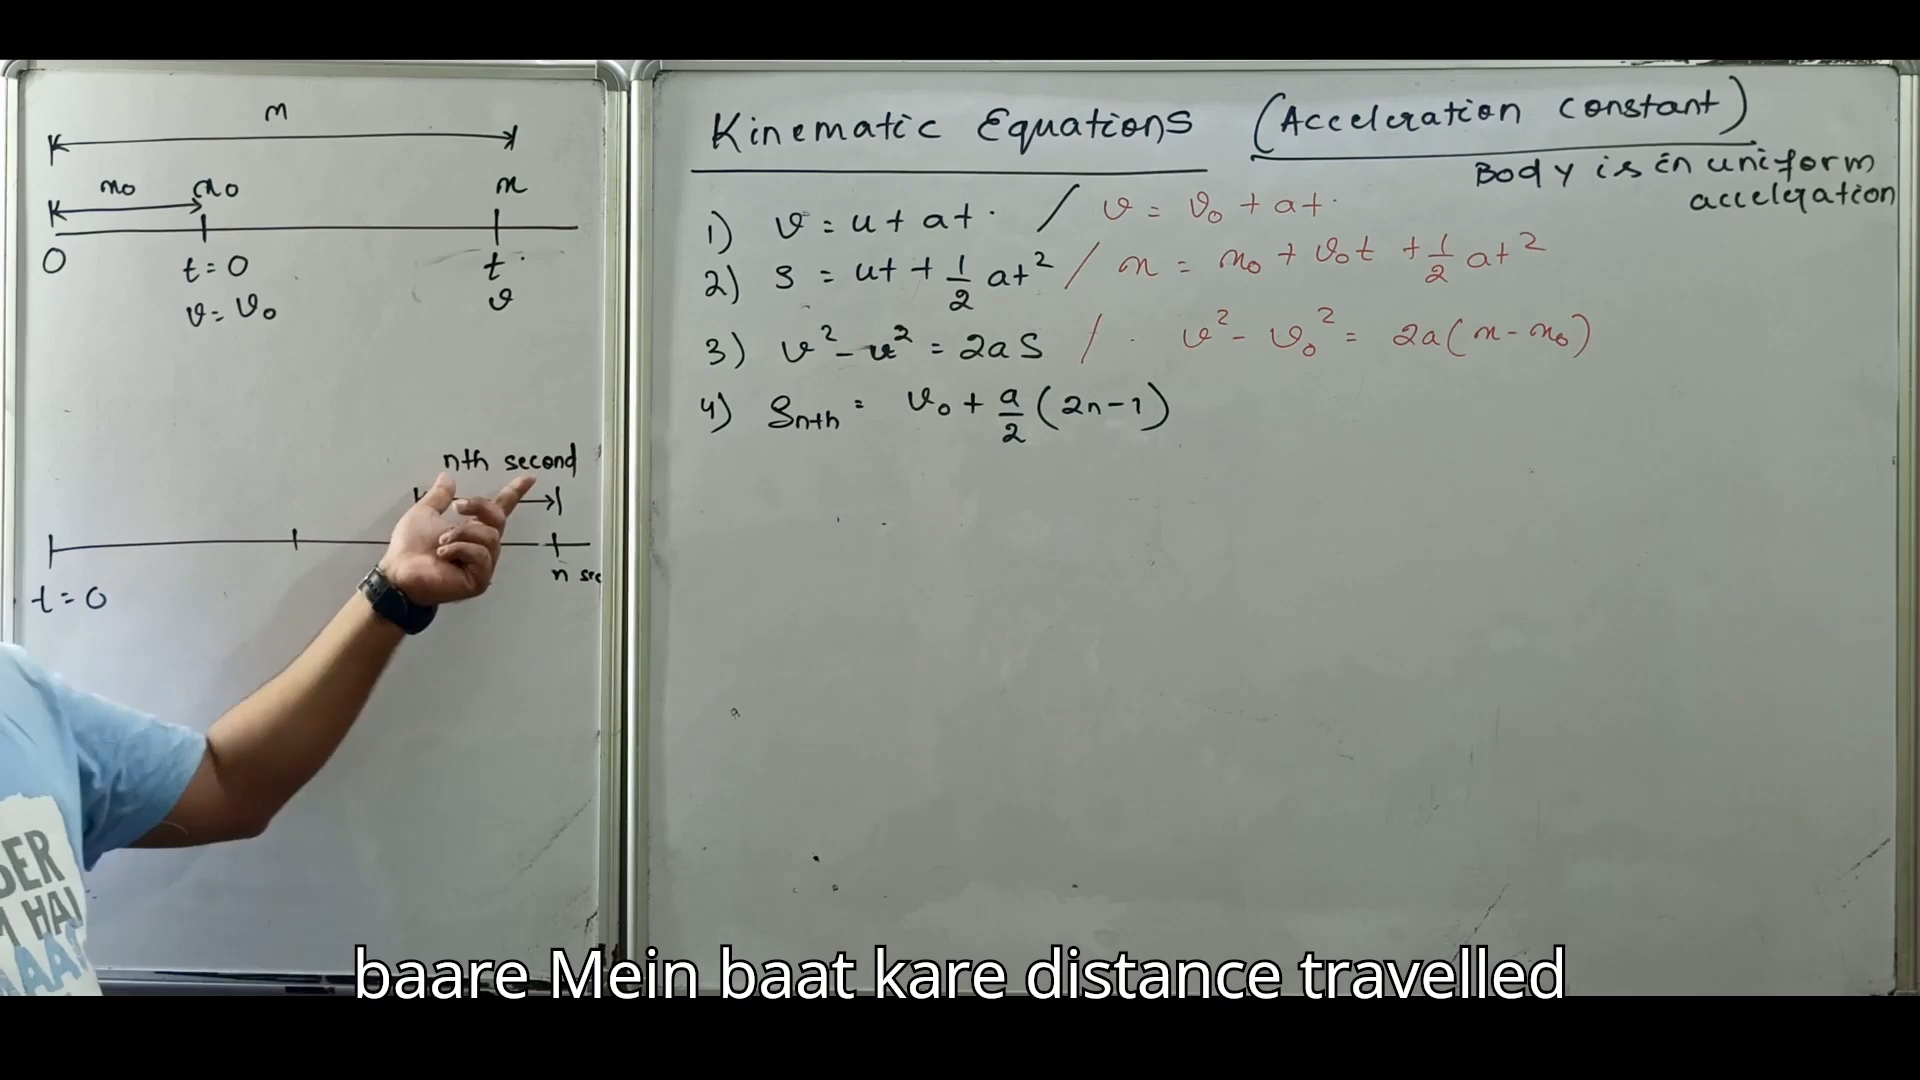 x
x₀ x₀ x
0 t=0 t
v=v₀ v
nth second
n sec
t=0
Kinematic Equations (Acceleration constant)
Body is in uniform
acceleration
1) v = u + at. / v = v₀ + at.
2) S = ut + 1/2 at² / x = x₀ + v₀t + 1/2 at²
3) v² - u² = 2aS / v² - v₀² = 2a(x - x₀)
4) Snth = v₀ + a/2 (2n-1)
baare Mein baat kare distance travelled